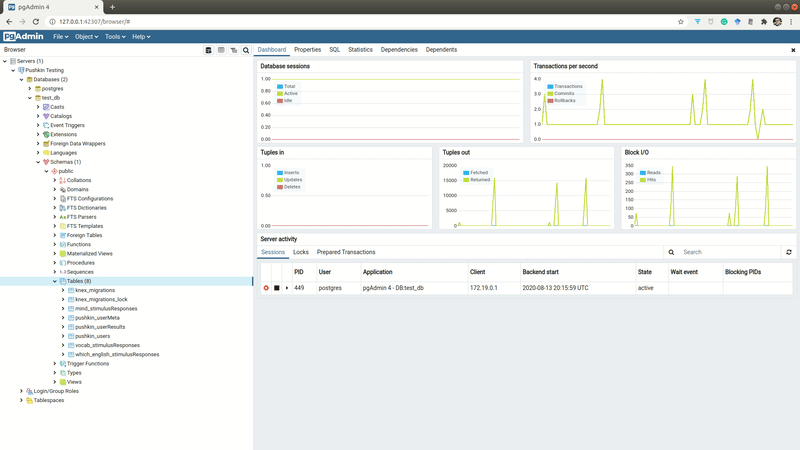 pgAdmin 4
127.0.0.1:42307/browser/#
pgAdmin File Object Tools Help
Browser
Dashboard Properties SQL Statistics Dependencies Dependents
Servers (1)
Pushkin Testing
Databases (2)
postgres
test_db
Casts
Catalogs
Event Triggers
Extensions
Foreign Data Wrappers
Languages
Schemas (1)
public
Collations
Domains
FTS Configurations
FTS Dictionaries
FTS Parsers
FTS Templates
Foreign Tables
Functions
Materialized Views
Procedures
Sequences
Tables (8)
knex_migrations
knex_migrations_lock
mind_stimulusResponses
pushkin_userMeta
pushkin_userResults
pushkin_users
vocab_stimulusResponses
which_english_stimulusResponses
Trigger Functions
Types
Views
Login/Group Roles
Tablespaces
Database sessions
1.00
0.80
0.60
0.40
0.20
0.00
Total
Active
Idle
Transactions per second
4.0
3.0
2.0
1.0
0.0
Transactions
Commits
Rollbacks
Tuples in
1.00
0.50
0.00
Inserts
Updates
Deletes
Tuples out
20000
15000
10000
5000
0
Fetched
Returned
Block I/O
350
300
250
200
150
100
50
0
Reads
Hits
Server activity
Sessions Locks Prepared Transactions
Search
PID User Application Client Backend start State Wait event Blocking PIDs
449 postgres pgAdmin 4 - DB:test_db 172.19.0.1 2020-08-13 20:15:59 UTC active